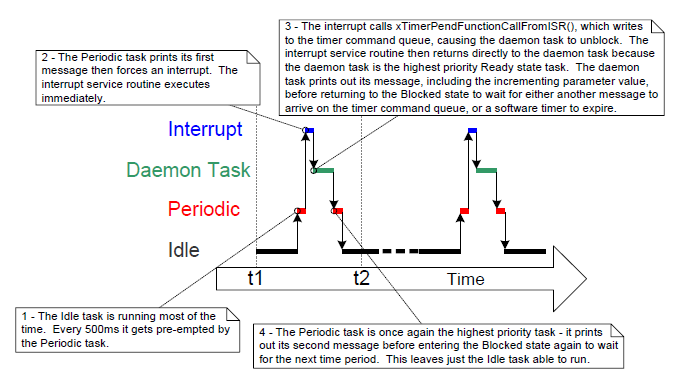 3 - The interrupt calls xTimerPendFunctionCallFromISR(), which writes
to the timer command queue, causing the daemon task to unblock.  The
interrupt service routine then returns directly to the daemon task because
the daemon task is the highest priority Ready state task.  The daemon
task prints out its message, including the incrementing parameter value,
before returning to the Blocked state to wait for either another message to
arrive on the timer command queue, or a software timer to expire.
2 - The Periodic task prints its first
message then forces an interrupt.  The
interrupt service routine executes
immediately.
Interrupt
Daemon Task
Periodic
Idle
t1
t2
Time
1 - The Idle task is running most of the
time.  Every 500ms it gets pre-empted by
the Periodic task.
4 - The Periodic task is once again the highest priority task - it prints
out its second message before entering the Blocked state again to wait
for the next time period.  This leaves just the Idle task able to run.